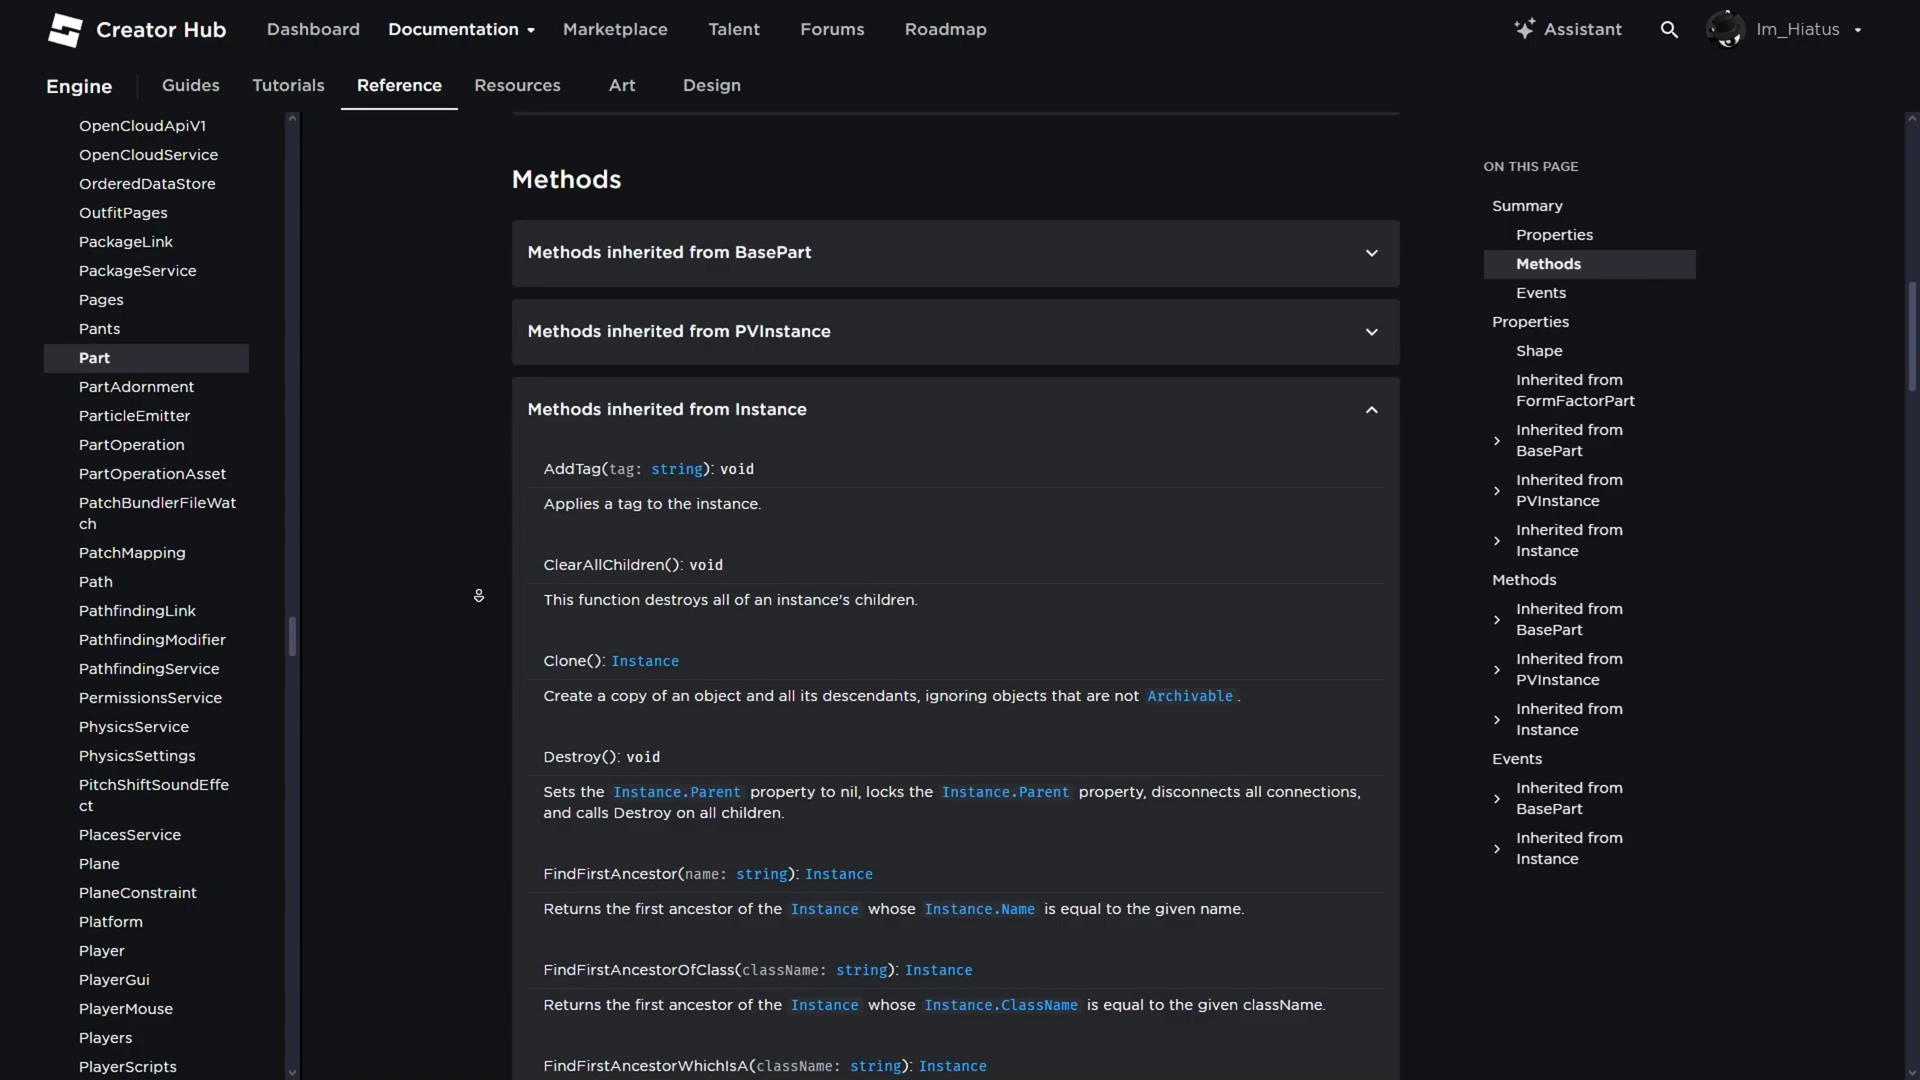 Creator Hub
Dashboard
Documentation
Marketplace
Talent
Forums
Roadmap
Assistant
Im_Hiatus
Engine
Guides
Tutorials
Reference
Resources
Art
Design
OpenCloudApiV1
OpenCloudService
OrderedDataStore
OutfitPages
PackageLink
PackageService
Pages
Pants
Part
PartAdornment
ParticleEmitter
PartOperation
PartOperationAsset
PatchBundlerFileWat
ch
PatchMapping
Path
PathfindingLink
PathfindingModifier
PathfindingService
PermissionsService
PhysicsService
PhysicsSettings
PitchShiftSoundEffe
ct
PlacesService
Plane
PlaneConstraint
Platform
Player
PlayerGui
PlayerMouse
Players
PlayerScripts
Methods
Methods inherited from BasePart
Methods inherited from PVInstance
Methods inherited from Instance
AddTag(tag: string): void
Applies a tag to the instance.
ClearAllChildren(): void
This function destroys all of an instance's children.
Clone(): Instance
Create a copy of an object and all its descendants, ignoring objects that are not Archivable.
Destroy(): void
Sets the Instance.Parent property to nil, locks the Instance.Parent property, disconnects all connections,
and calls Destroy on all children.
FindFirstAncestor(name: string): Instance
Returns the first ancestor of the Instance whose Instance.Name is equal to the given name.
FindFirstAncestorOfClass(className: string): Instance
Returns the first ancestor of the Instance whose Instance.ClassName is equal to the given className.
FindFirstAncestorWhichIsA(className: string): Instance
ON THIS PAGE
Summary
Properties
Methods
Events
Properties
Shape
Inherited from
FormFactorPart
Inherited from
BasePart
Inherited from
PVInstance
Inherited from
Instance
Methods
Inherited from
BasePart
Inherited from
PVInstance
Inherited from
Instance
Events
Inherited from
BasePart
Inherited from
Instance